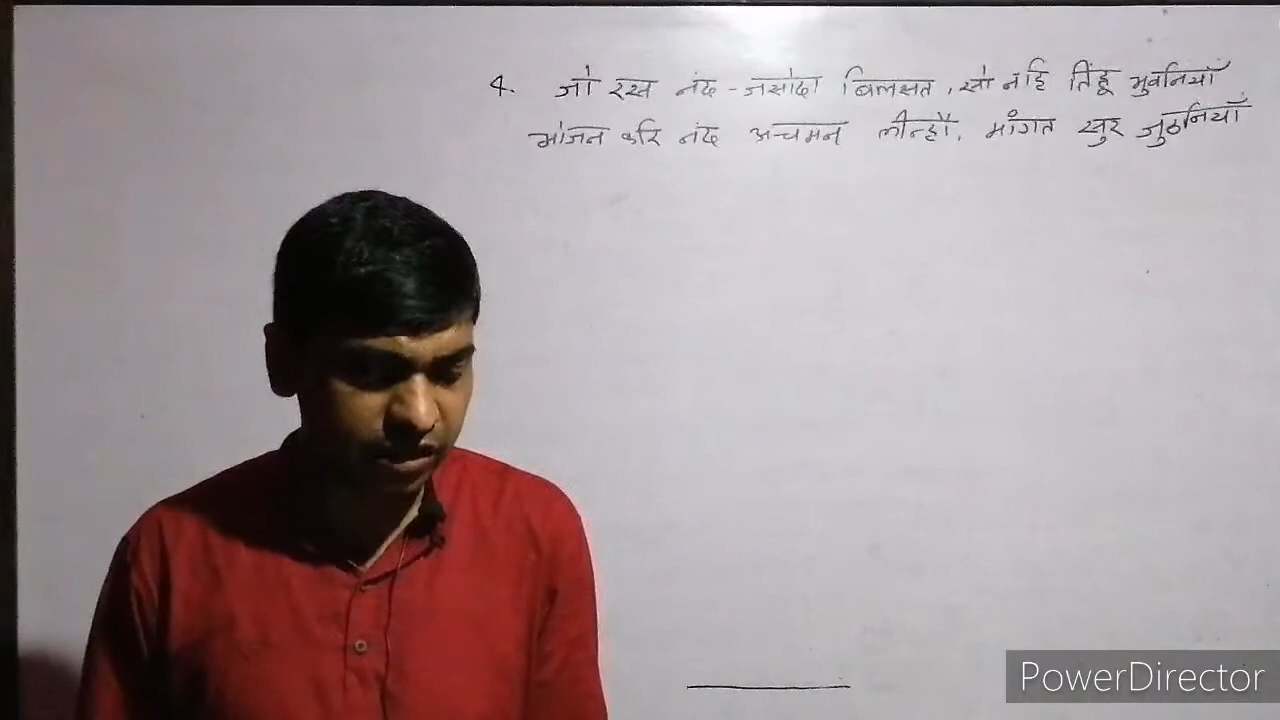 4. जो रस नंद - जसोदा बिलसत, सो नहि तिंहू भुवनियाँ
भोजन करि नंद अचमन लीन्हौ, माँगत सुर जुठनियाँ
PowerDirector